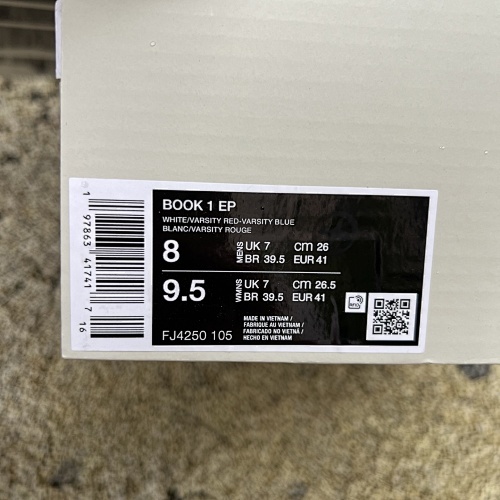 BOOK 1 EP
WHITE/VARSITY RED-VARSITY BLUE
BLANC/VARSITY ROUGE
8 MENS UK 7 cm 26
BR 39.5 EUR 41
9.5 WMNS UK 7 cm 26.5
BR 39.5 EUR 41
MADE IN VIETNAM /
FABRIQUE AU VIETNAM /
FABRICADO NO VIETNÃ /
HECHO EN VIETNAM
FJ4250 105
RFID
1 97863 41741 7
16